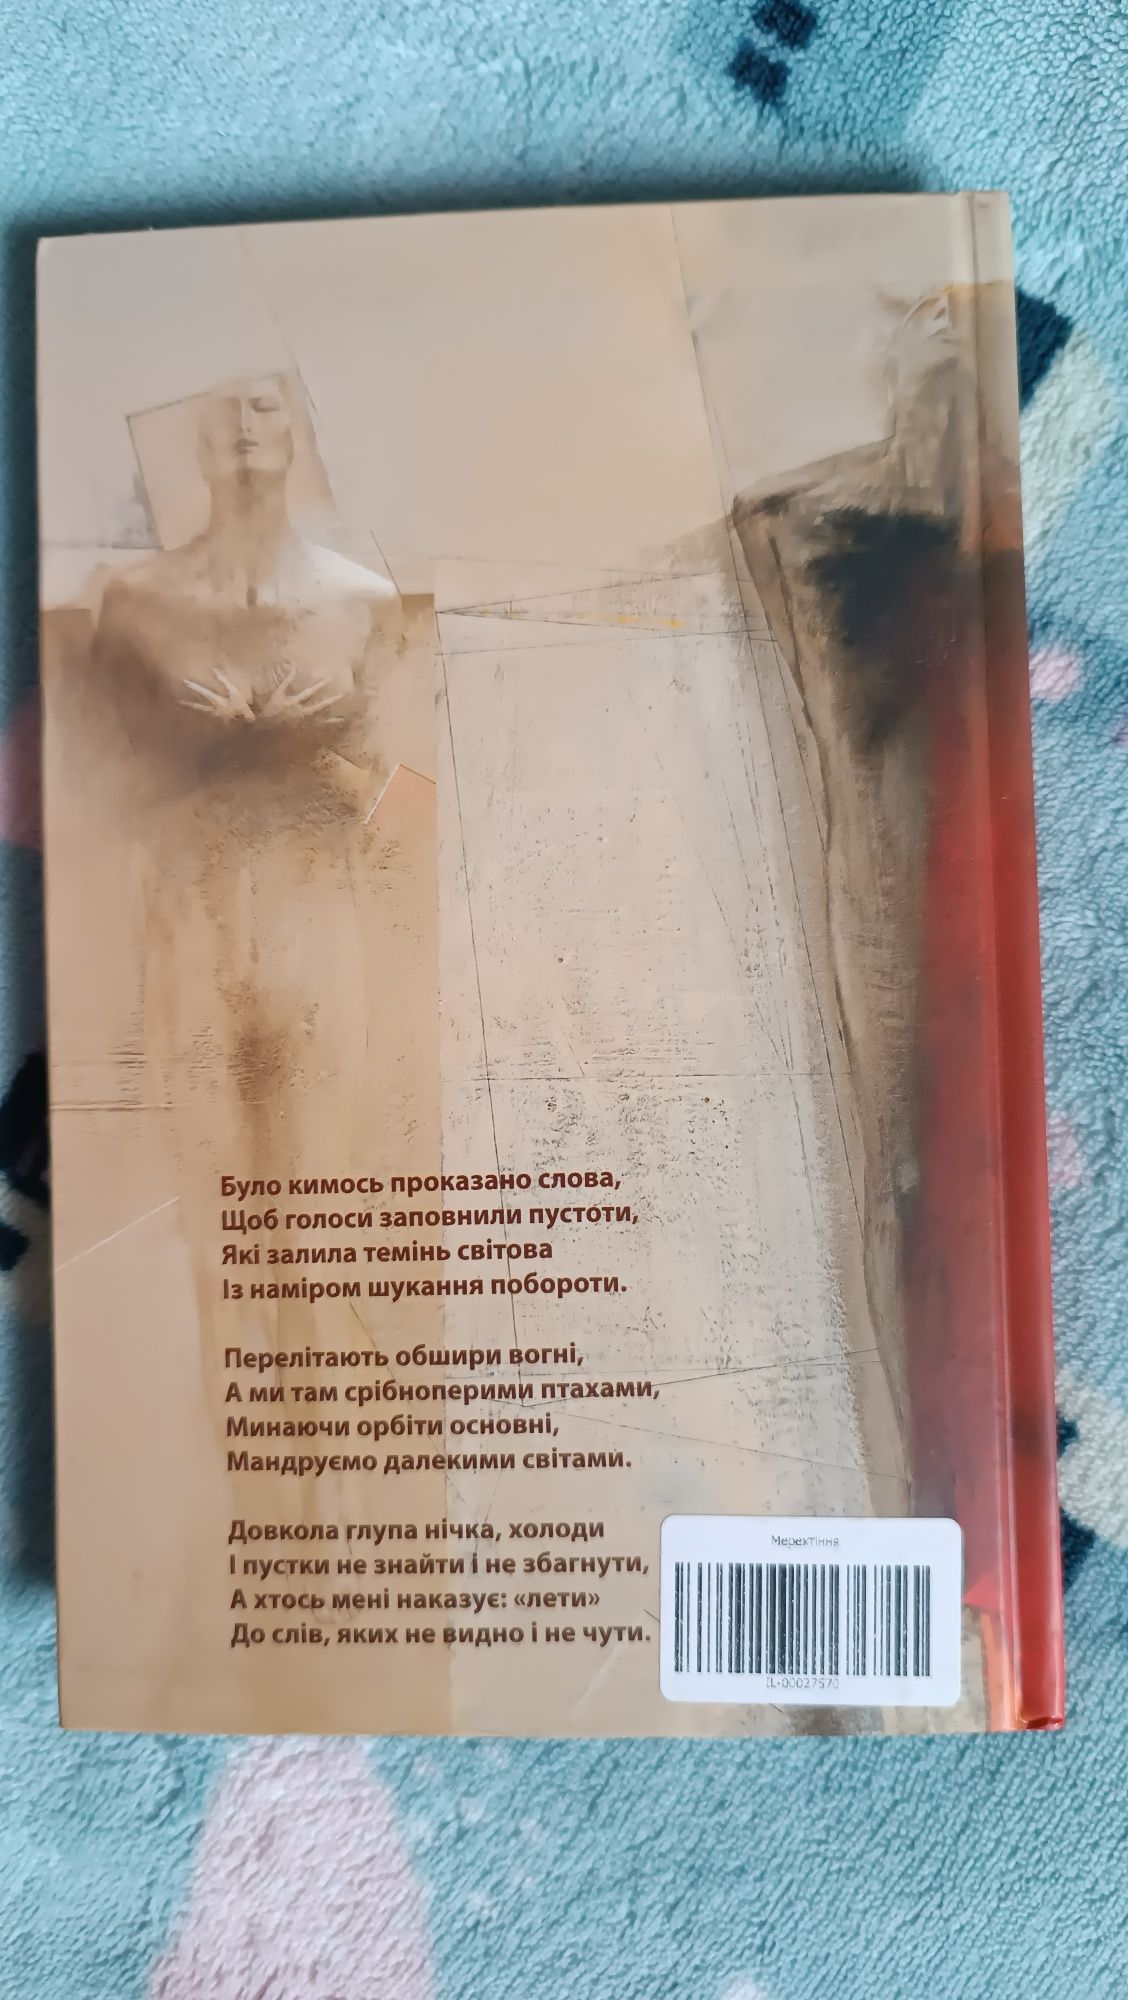 Було кимось проказано слова,
Щоб голоси заповнили пустоти,
Які залила темінь світова
Із наміром шукання побороти.
Перелітають обшири вогні,
А ми там срібноперими птахами,
Минаючи орбіти основні,
Мандруємо далекими світами.
Довкола глупа нічка, холоди
І пустки не знайти і не збагнути,
А хтось мені наказує: «лети»
До слів, яких не видно і не чути.
Мерехтіння
IL-00027570